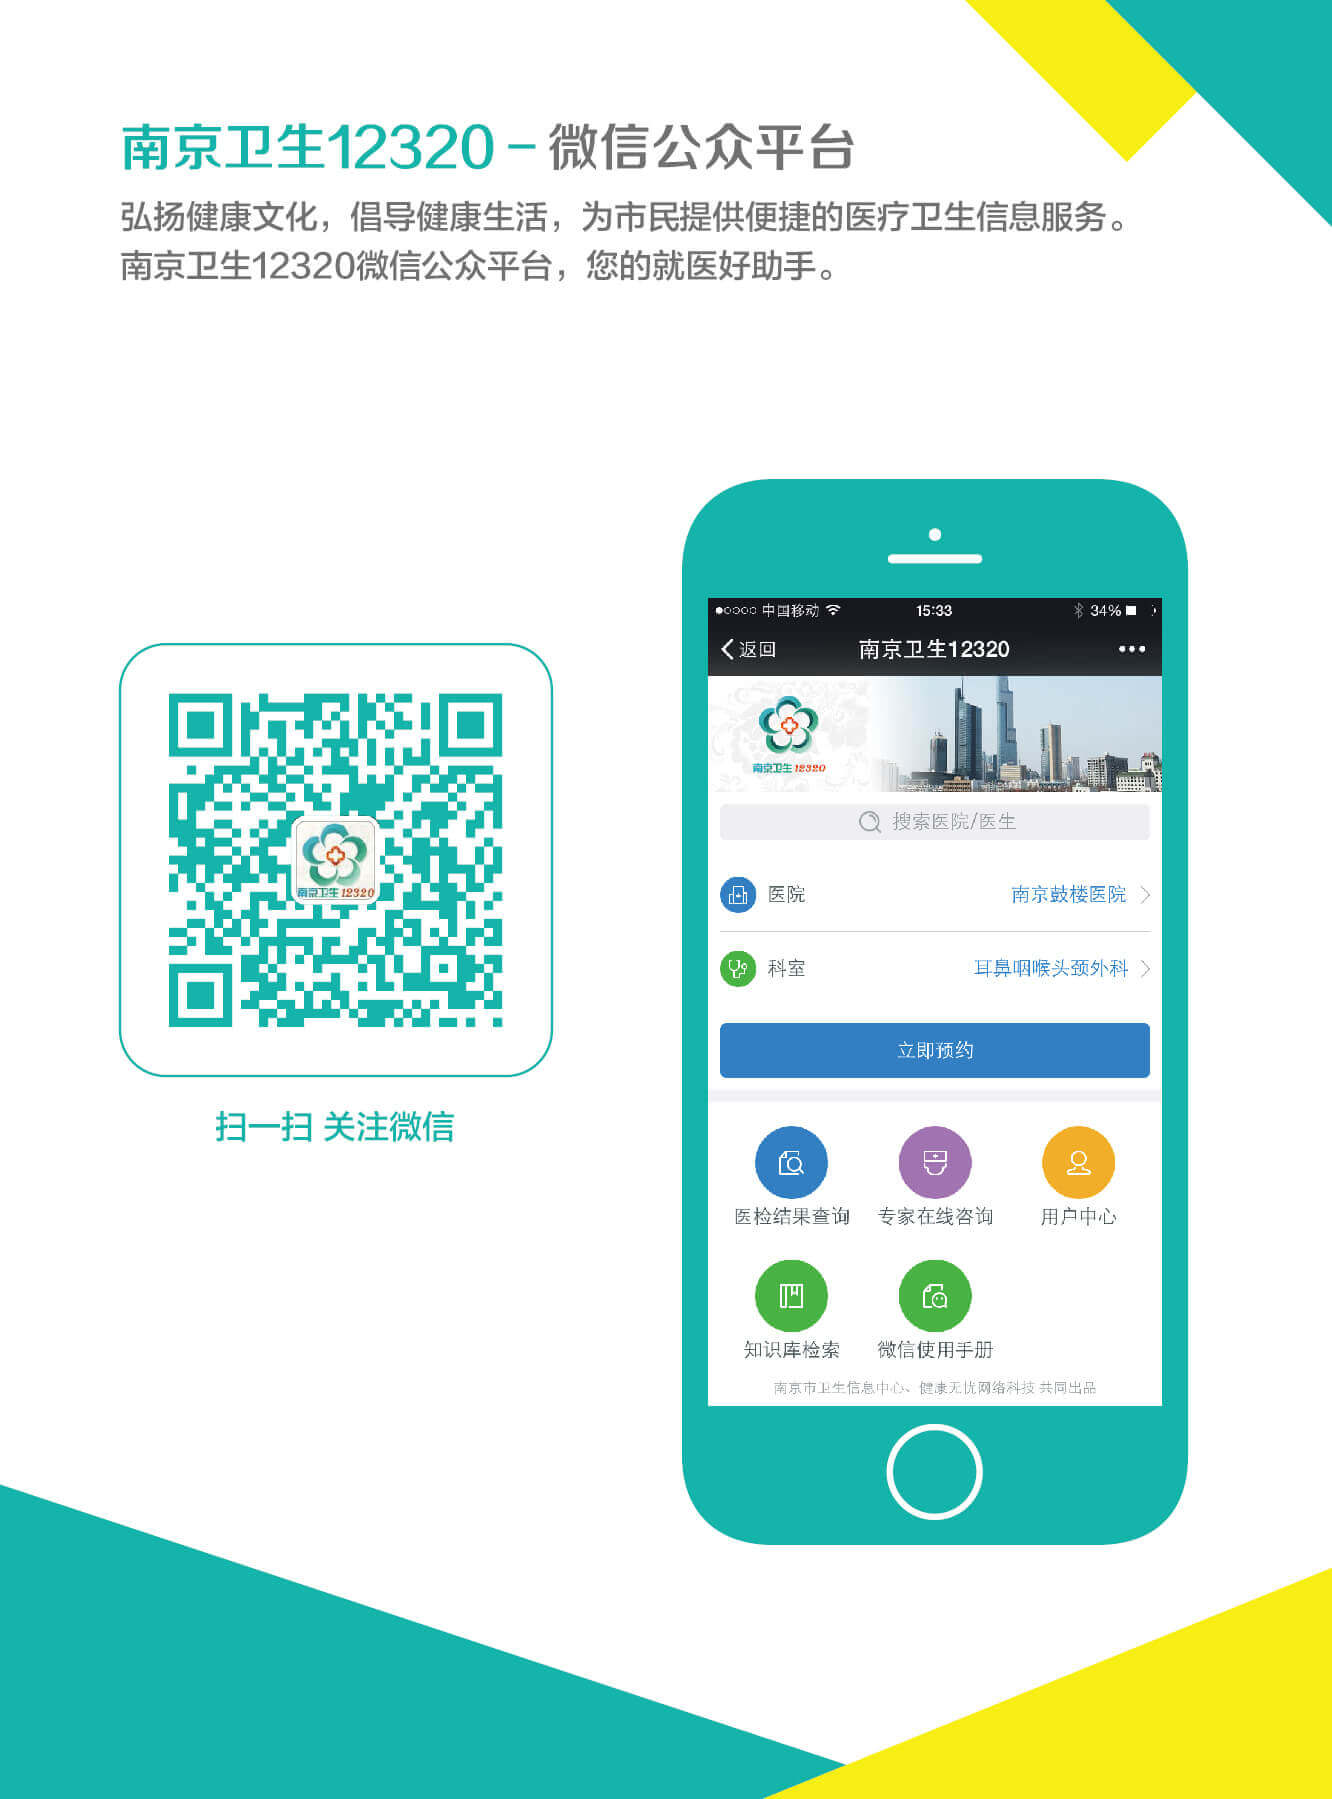 南京卫生12320-微信公众平台
弘扬健康文化，倡导健康生活，为市民提供便捷的医疗卫生信息服务。
南京卫生12320微信公众平台，您的就医好助手。
南京卫生12320
扫一扫 关注微信
中国移动 15:33 34%
返回 南京卫生12320
南京卫生12320
搜索医院/医生
医院 南京鼓楼医院
科室 耳鼻咽喉头颈外科
立即预约
医检结果查询 专家在线咨询 用户中心
知识库检索 微信使用手册
南京市卫生信息中心、健康无忧网络科技 共同出品